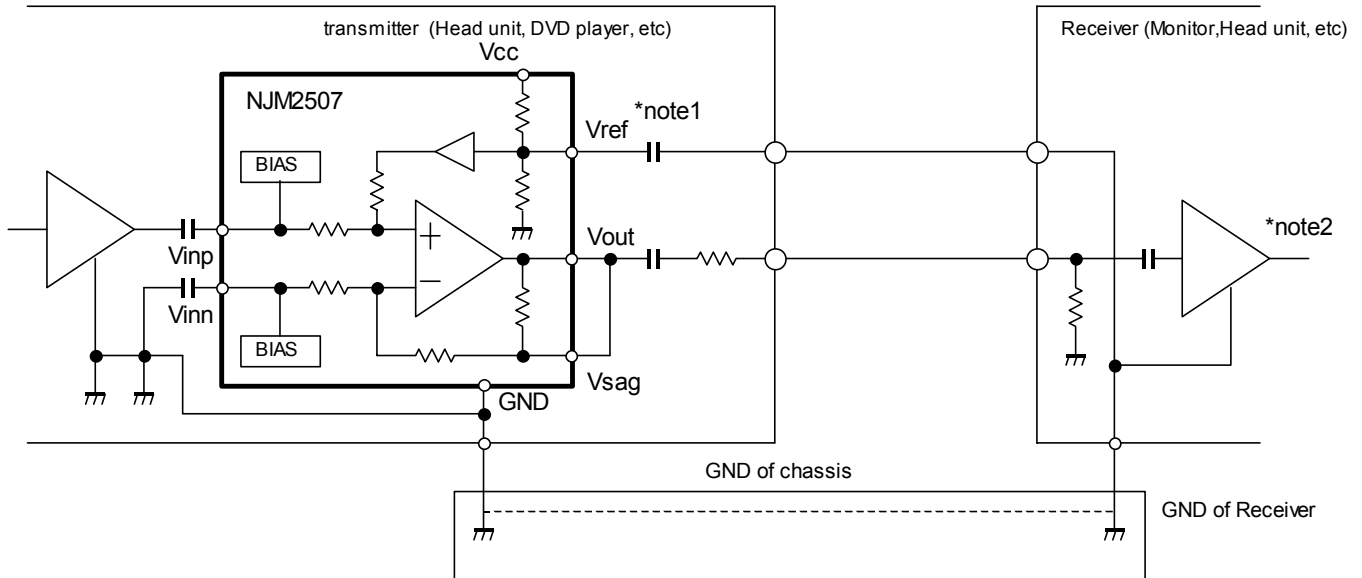 transmitter (Head unit, DVD player, etc)
Receiver (Monitor,Head unit, etc)
Vcc
NJM2507
Vref
*note1
BIAS
+
Vout
*note2
Vinp
−
Vinn
BIAS
Vsag
GND
GND of chassis
GND of Receiver